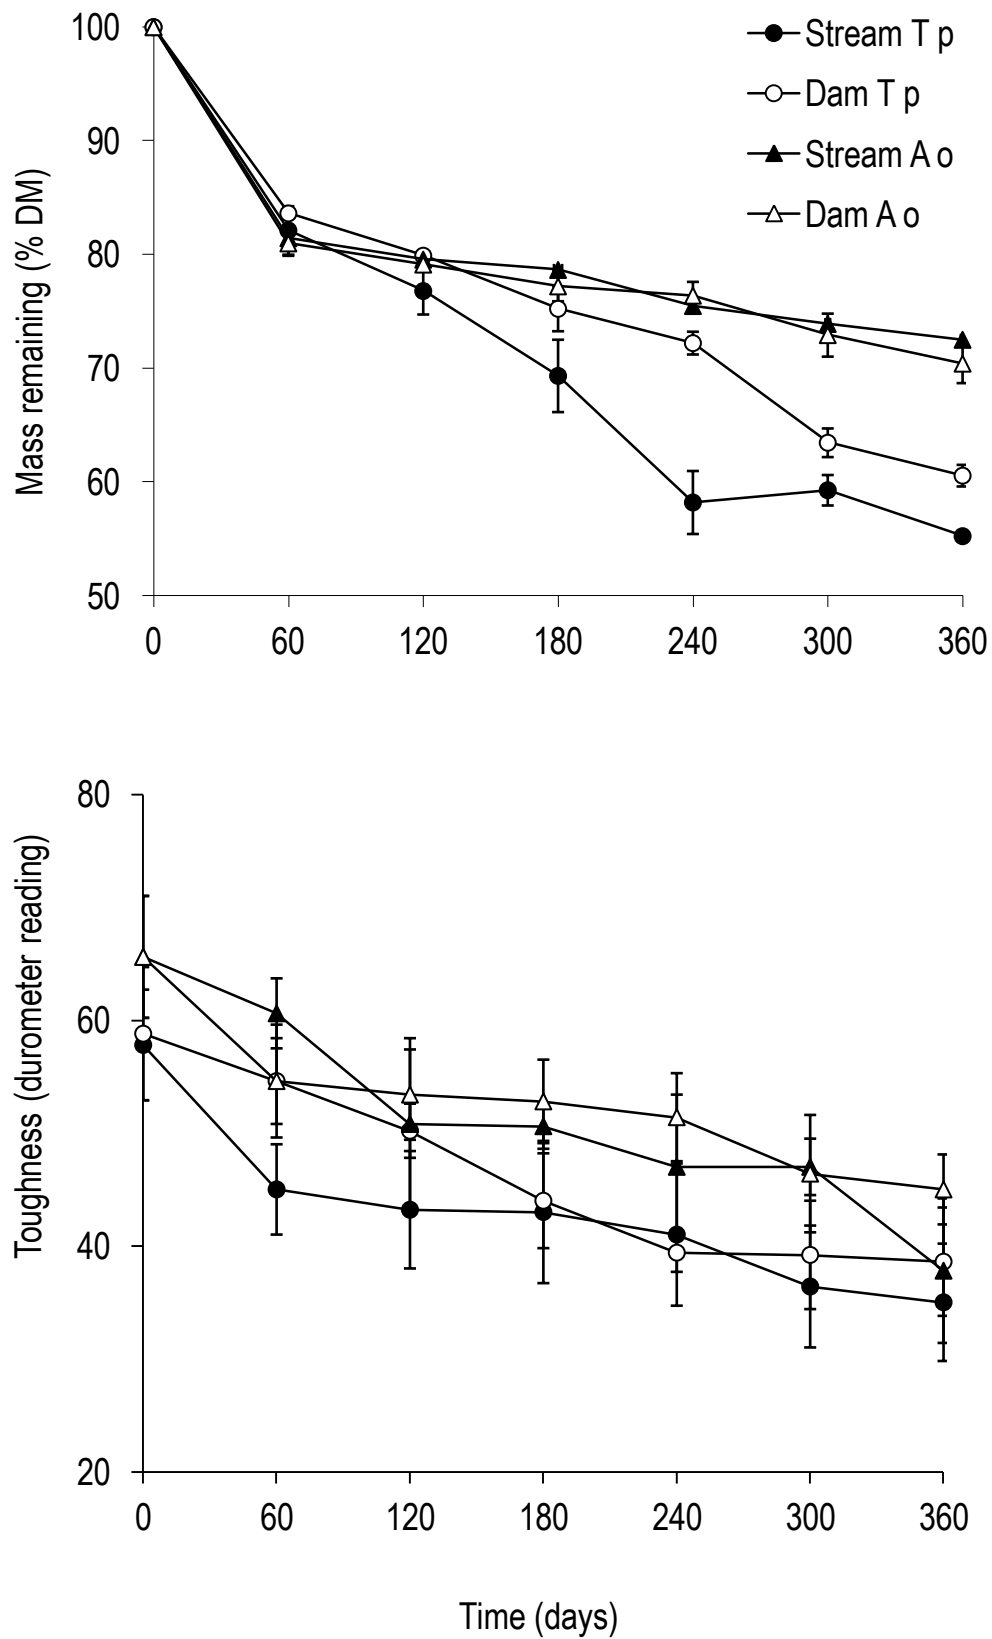 Stream T p
Dam T p
Stream A o
Dam A o
Mass remaining (% DM)
100
90
80
70
60
50
0 60 120 180 240 300 360
Toughness (durometer reading)
80
60
40
20
0 60 120 180 240 300 360
Time (days)